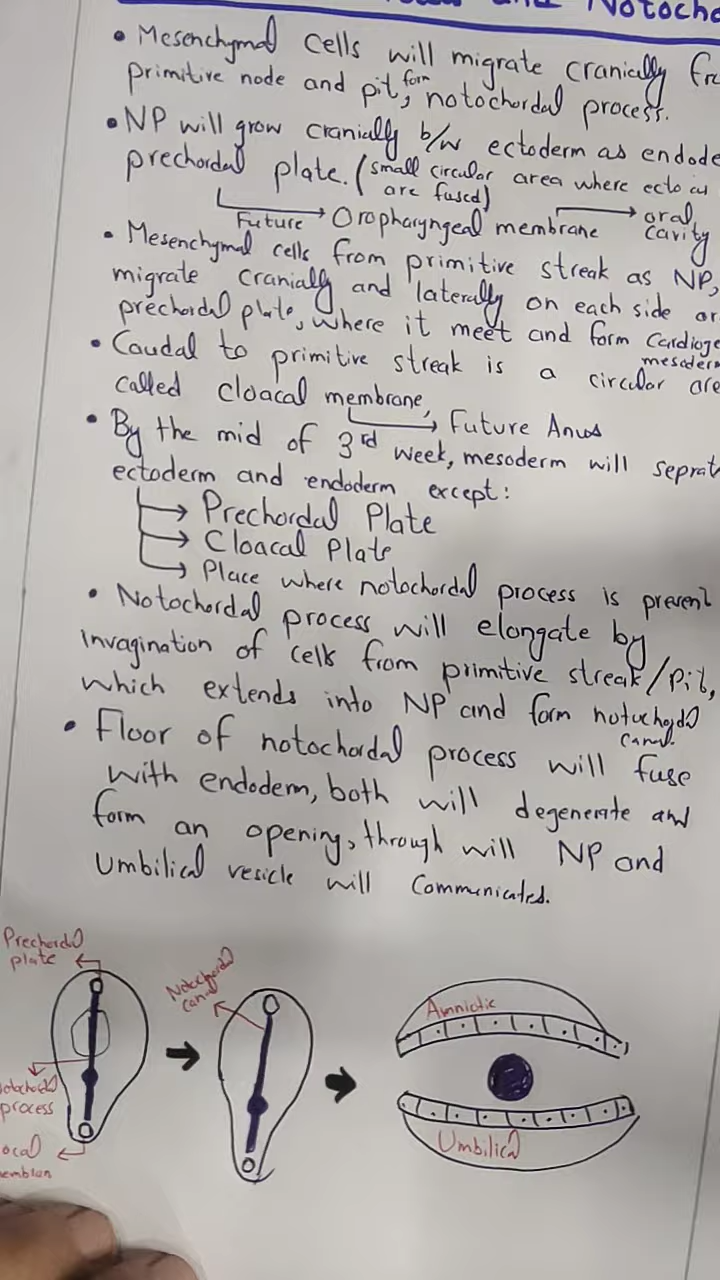 Notocho
• Mesenchymal cells will migrate cranially fr
primitive node and pit, form notochordal process.
• NP will grow cranially b/w ectoderm as endode
prechordal plate. (small circular area where ecto
are fused)
Future → Oropharyngeal membrane → oral cavity
• Mesenchymal cells from primitive streak as NP,
migrate cranially and laterally on each side
prechordal plate, where it meet and form Cardioge
mesoderm
• Caudal to primitive streak is a circular are
called cloacal membrane,
→ Future Anus
• By the mid of 3rd week, mesoderm will seprat
ectoderm and endoderm except:
→ Prechordal Plate
→ Cloacal Plate
→ Place where notochordal process is present
• Notochordal process will elongate by
invagination of cells from primitive streak/pit,
which extends into NP and form notochordal
canal.
• Floor of notochordal process will fuse
with endoderm, both will degenerate and
form an opening, through will NP and
Umbilical vesicle will communicated.
Prechordal
plate
Notochordal
canal
Amniotic
otochordal
process
oacal
embran
Umbilical